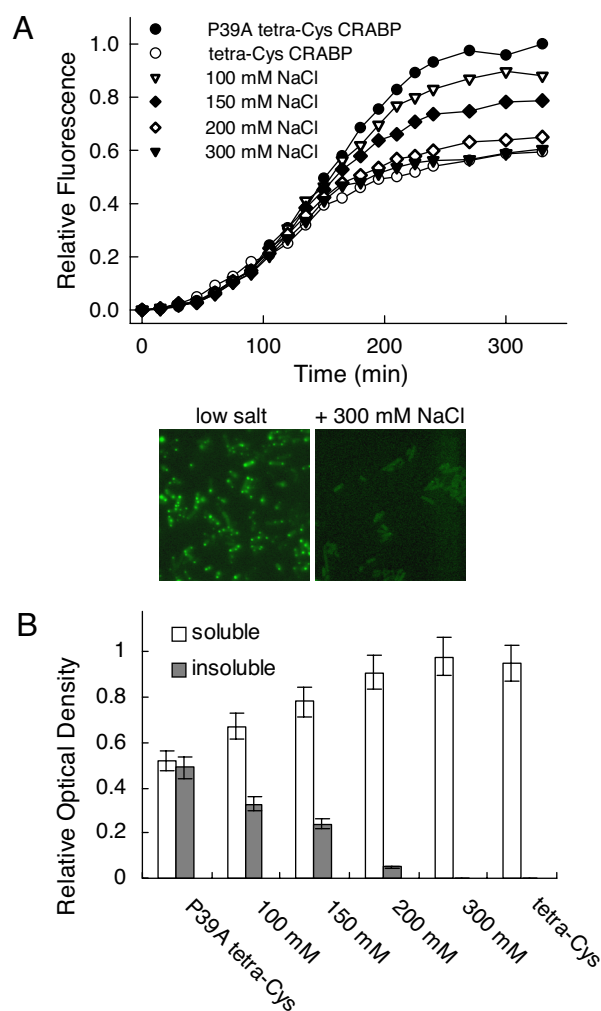 A
P39A tetra-Cys CRABP
tetra-Cys CRABP
100 mM NaCl
150 mM NaCl
200 mM NaCl
300 mM NaCl
Relative Fluorescence
1.0
0.8
0.6
0.4
0.2
0.0
0 100 200 300
Time (min)
low salt + 300 mM NaCl
B
soluble
insoluble
Relative Optical Density
1
0.8
0.6
0.4
0.2
0
P39A tetra-Cys
100 mM
150 mM
200 mM
300 mM
tetra-Cys